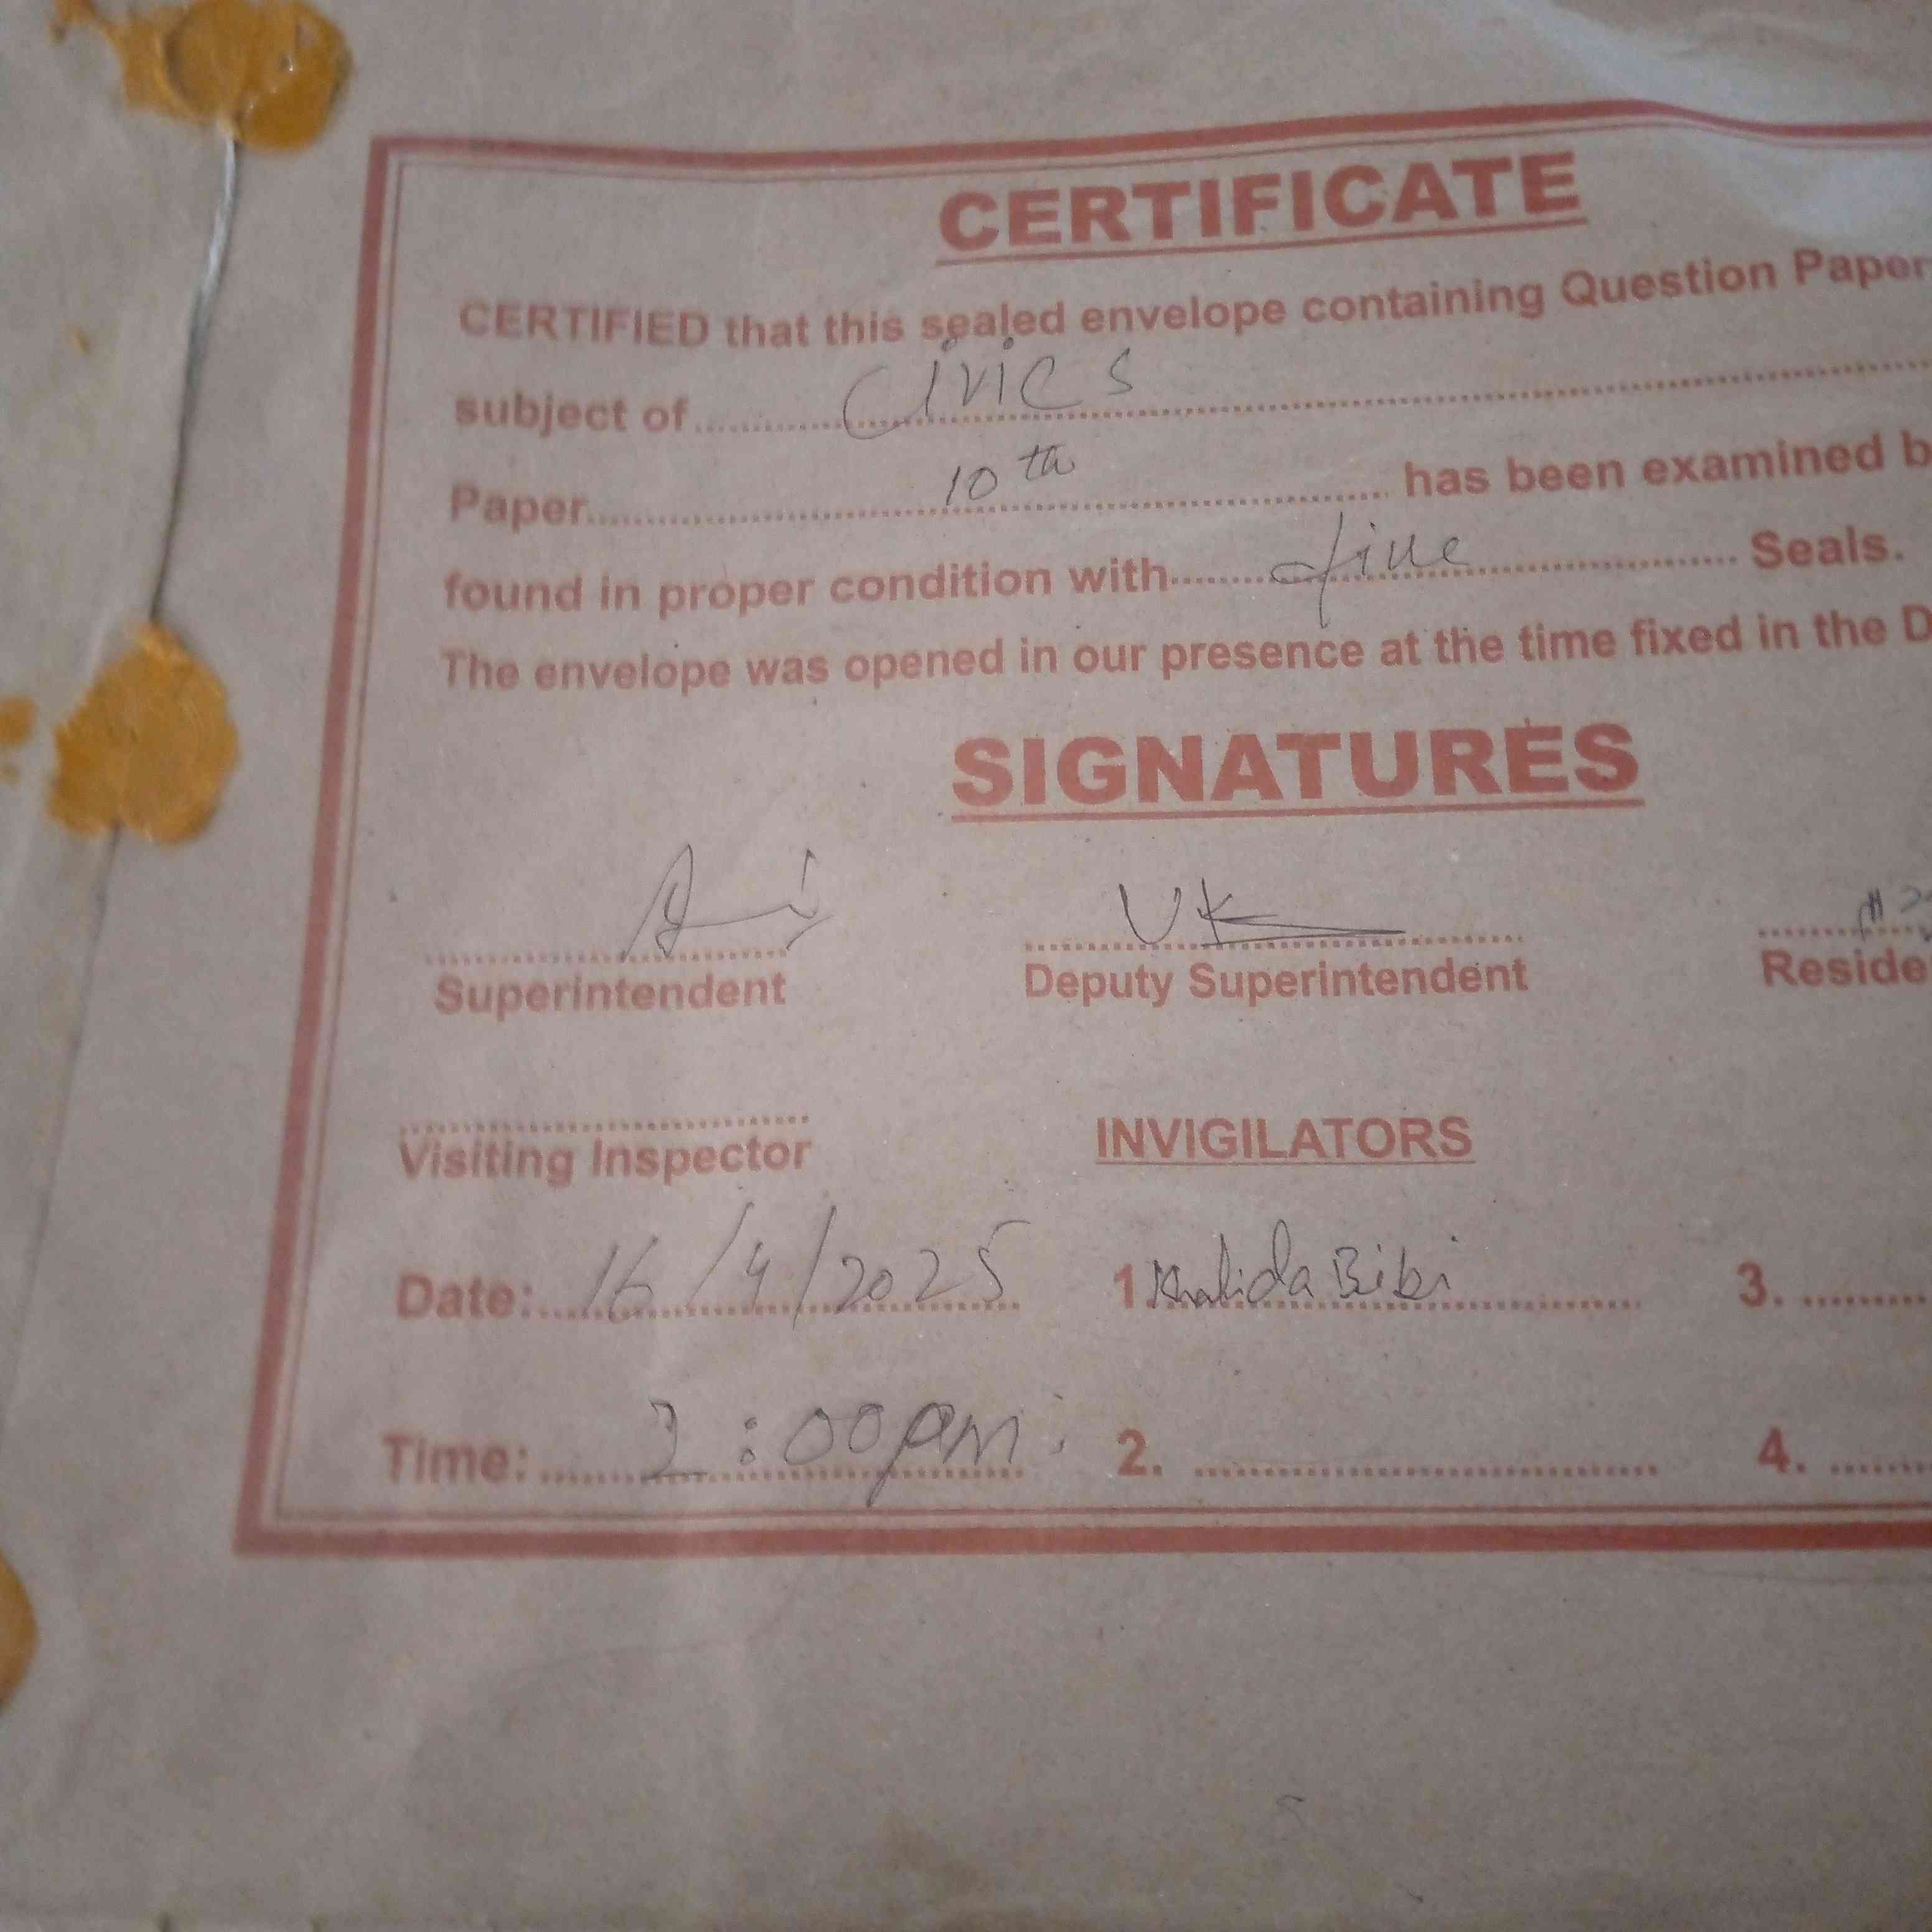 CERTIFICATE
CERTIFIED that this sealed envelope containing Question Paper
subject of.......... Civics ..........
Paper.......... 10th .......... has been examined b
found in proper condition with.......... five .......... Seals.
The envelope was opened in our presence at the time fixed in the D
SIGNATURES
Superintendent Deputy Superintendent Reside
Visiting Inspector INVIGILATORS
Date: 16/4/2025 1 Khalida Bibi 3. ..........
Time: 2:00pm 2. .......... 4. ..........